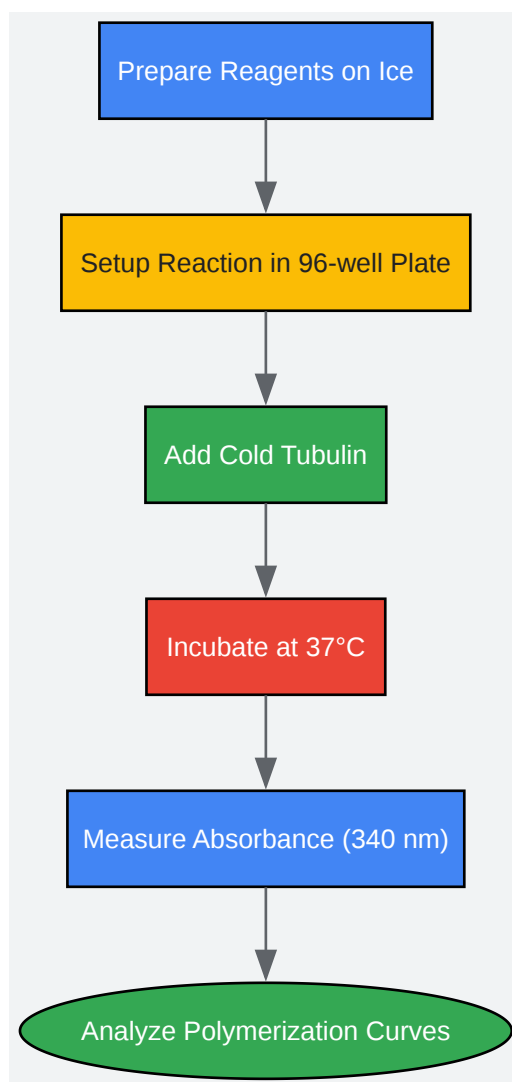 Prepare Reagents on Ice
Setup Reaction in 96-well Plate
Add Cold Tubulin
Incubate at 37°C
Measure Absorbance (340 nm)
Analyze Polymerization Curves